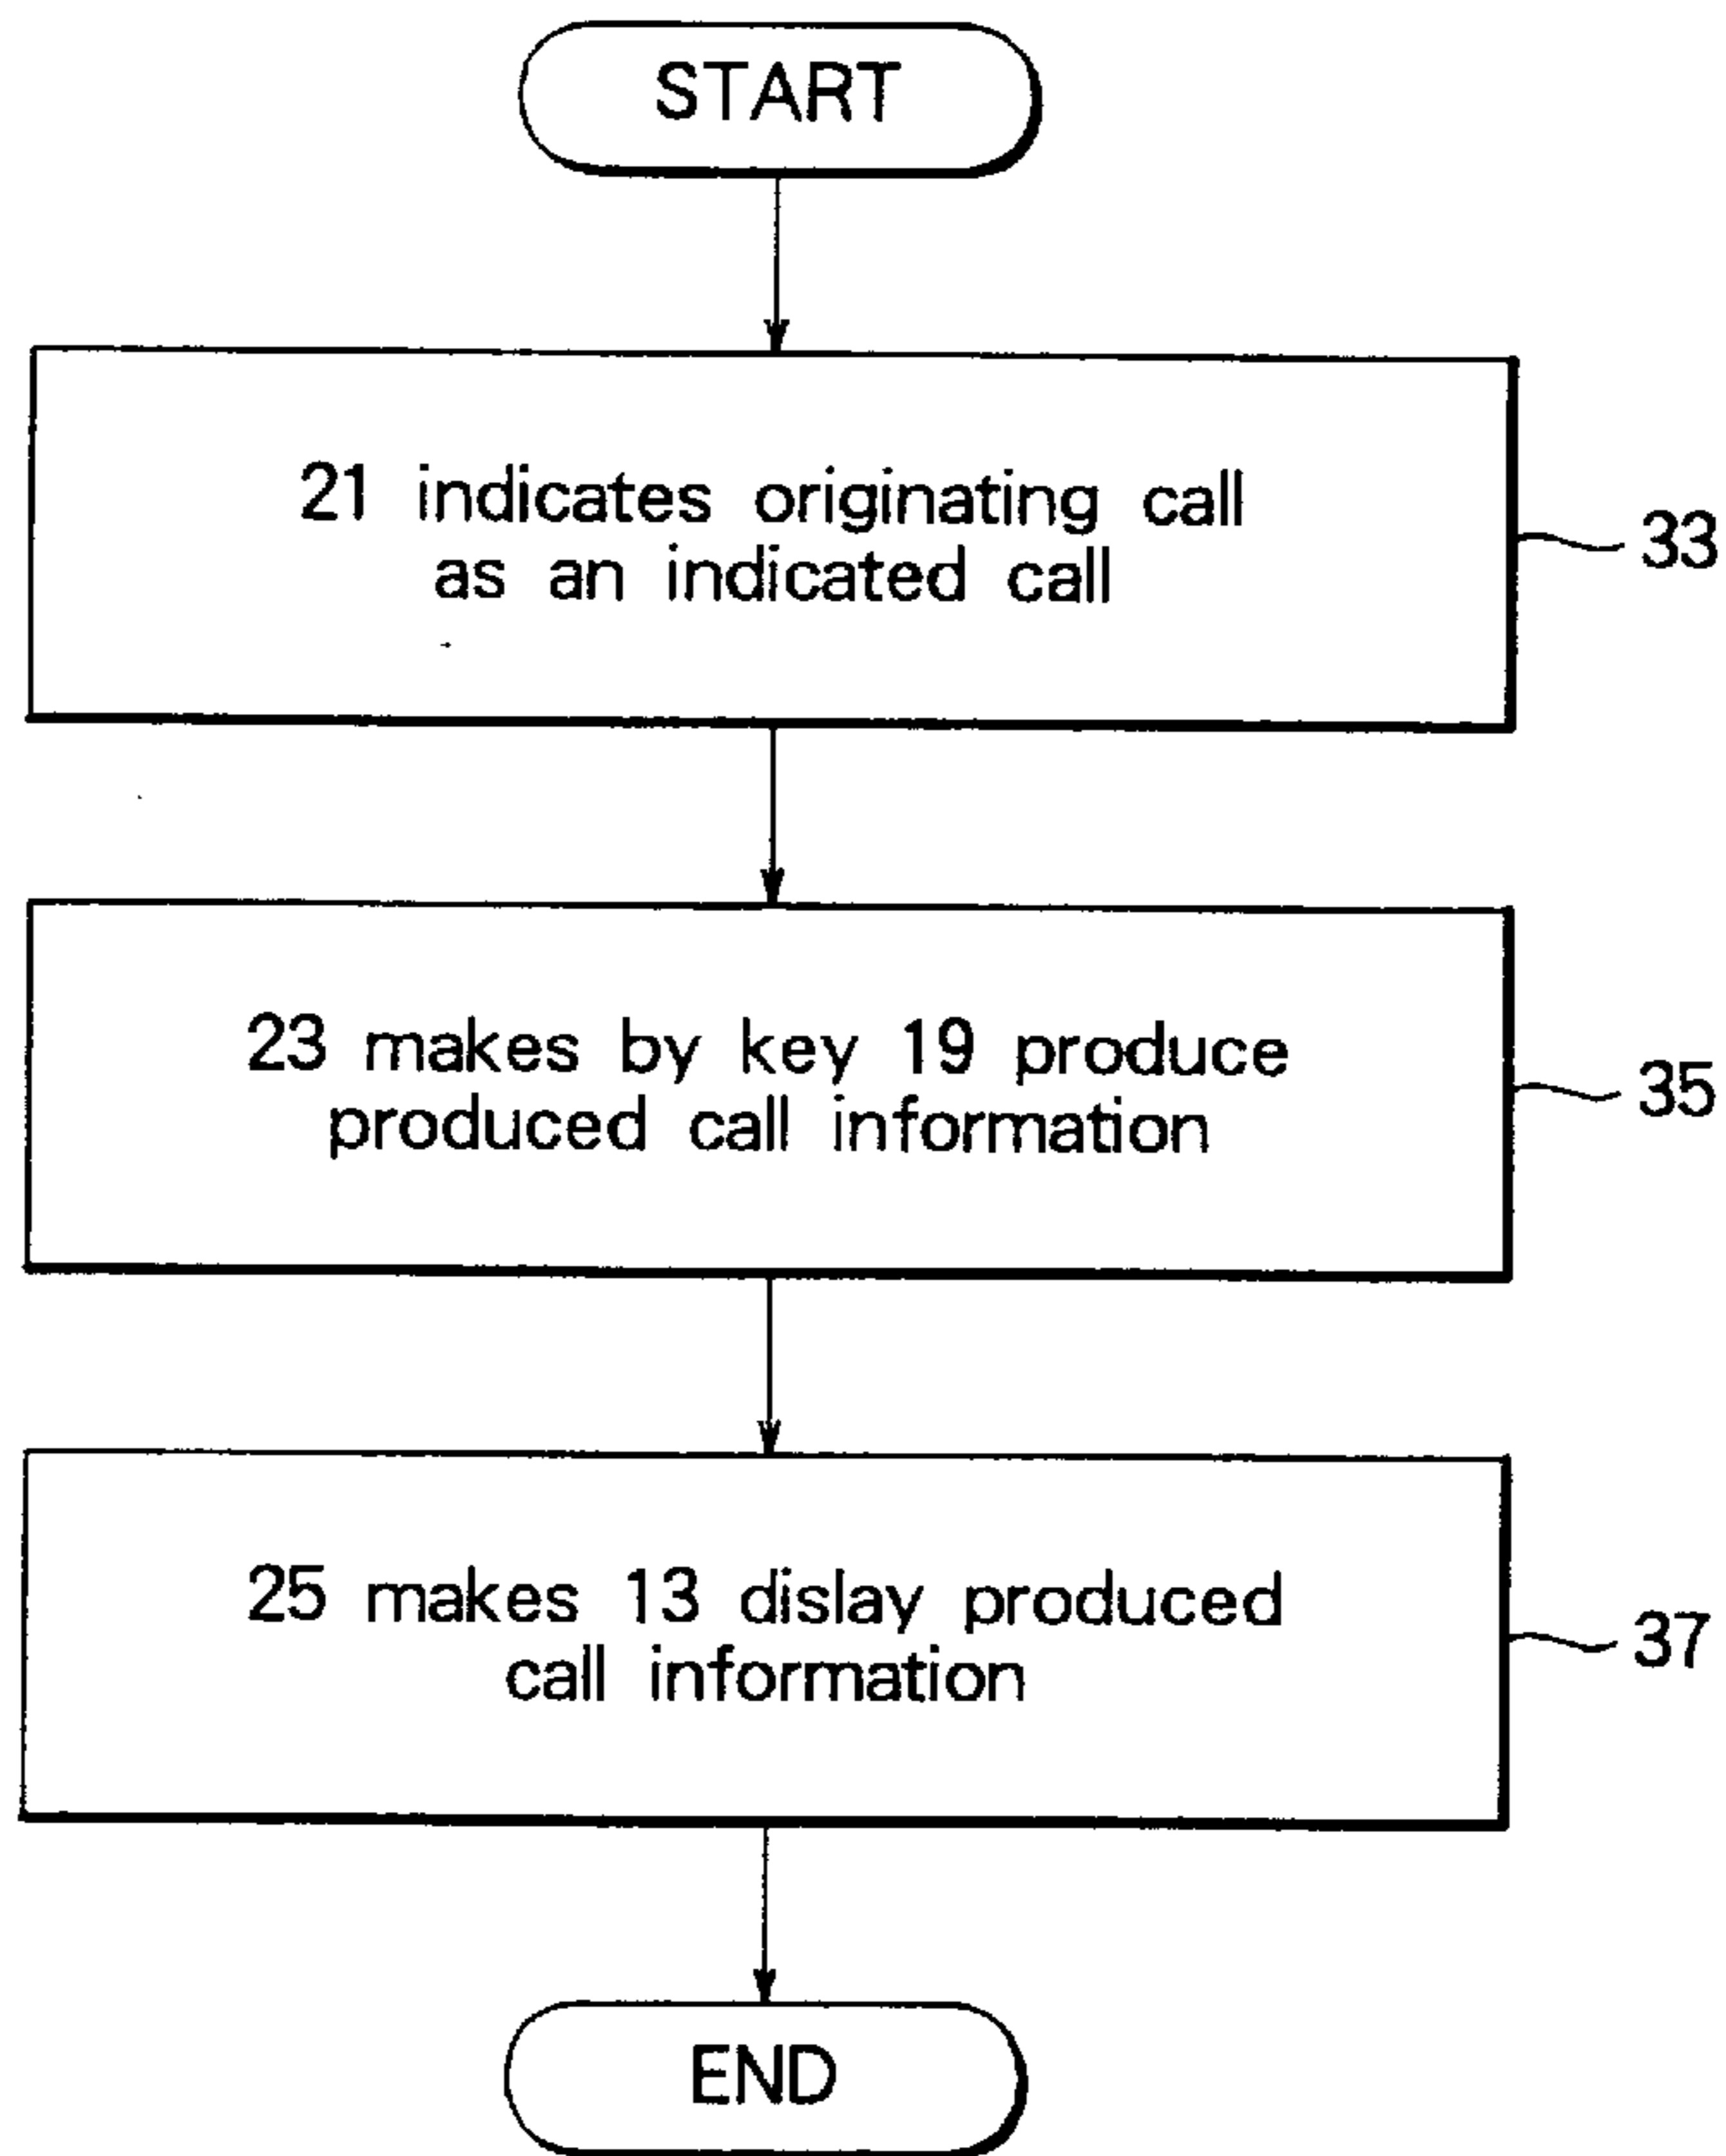 START
21 indicates originating call
as an indicated call
33
23 makes by key 19 produce
produced call information
35
25 makes 13 dislay produced
call information
37
END